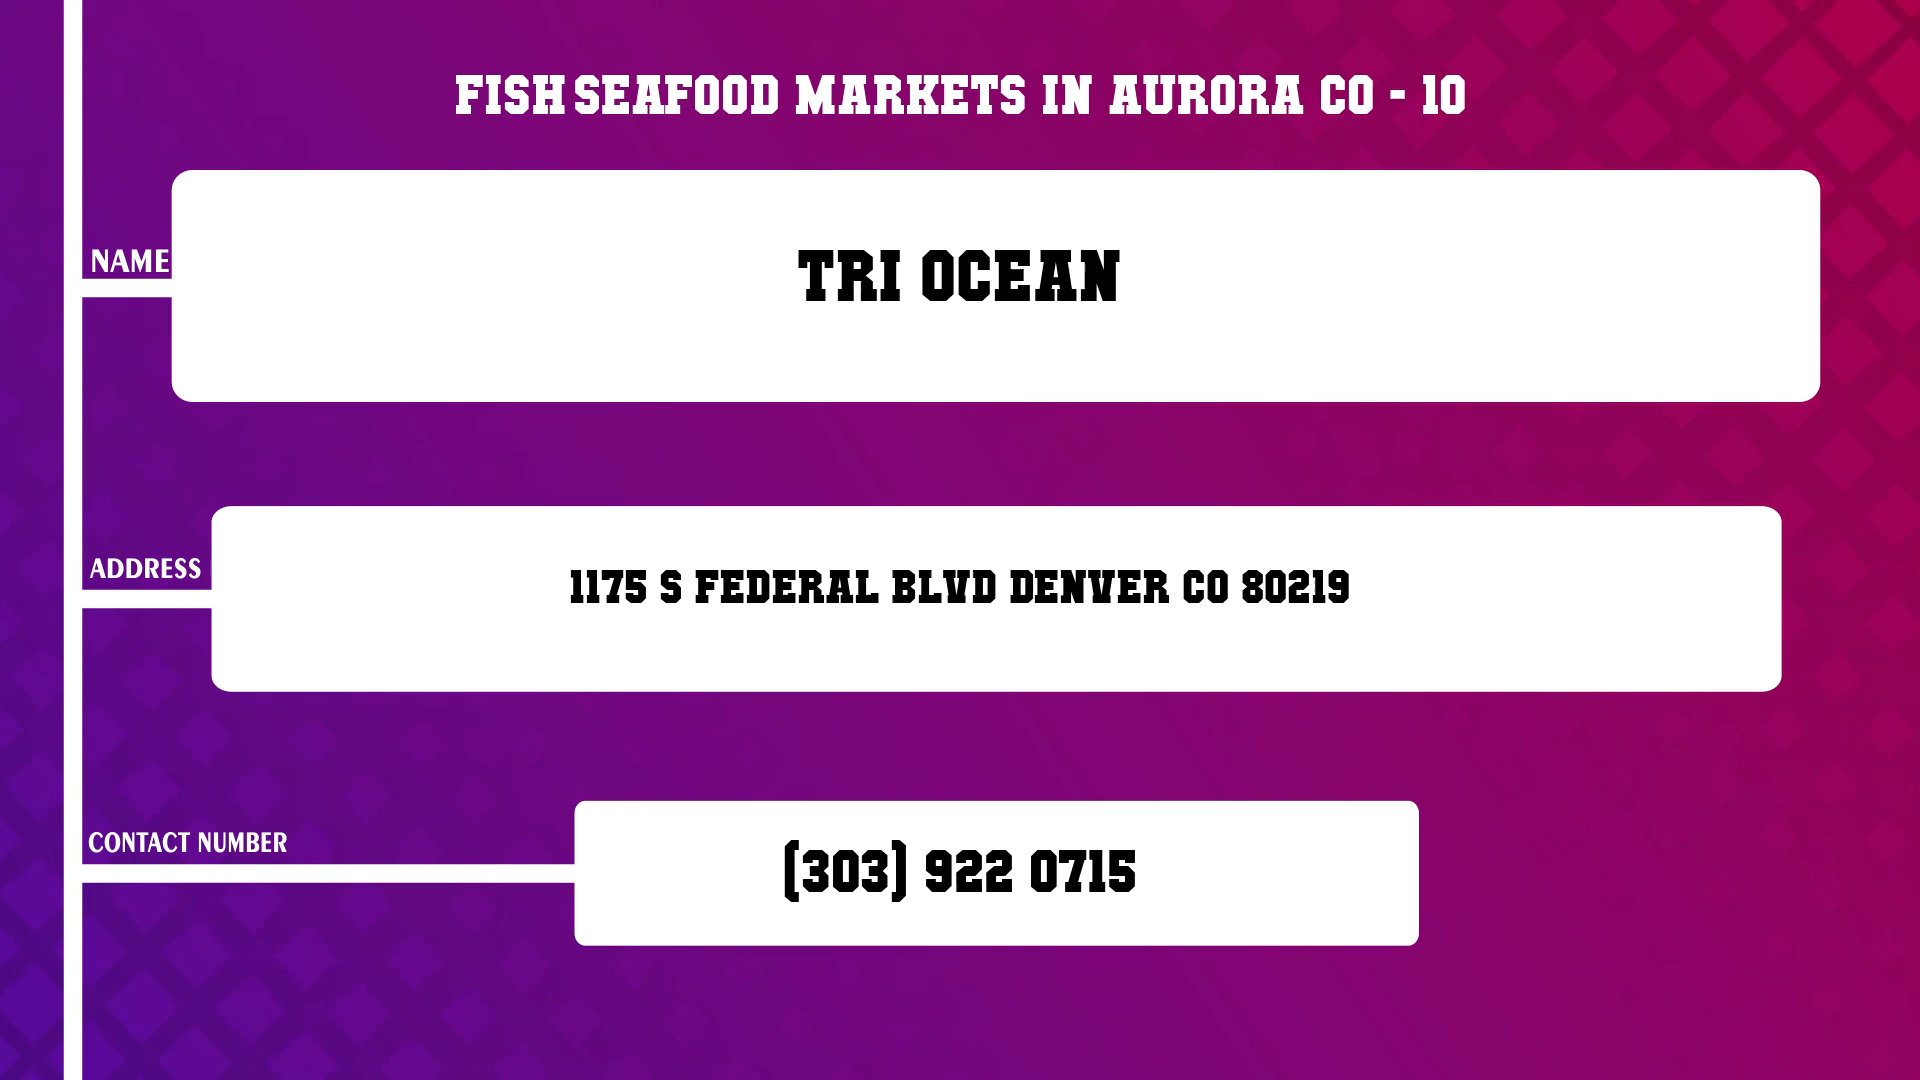 FISH SEAFOOD MARKETS IN AURORA CO - 10
NAME
TRI OCEAN
ADDRESS
1175 S FEDERAL BLVD DENVER CO 80219
CONTACT NUMBER
(303) 922 0715